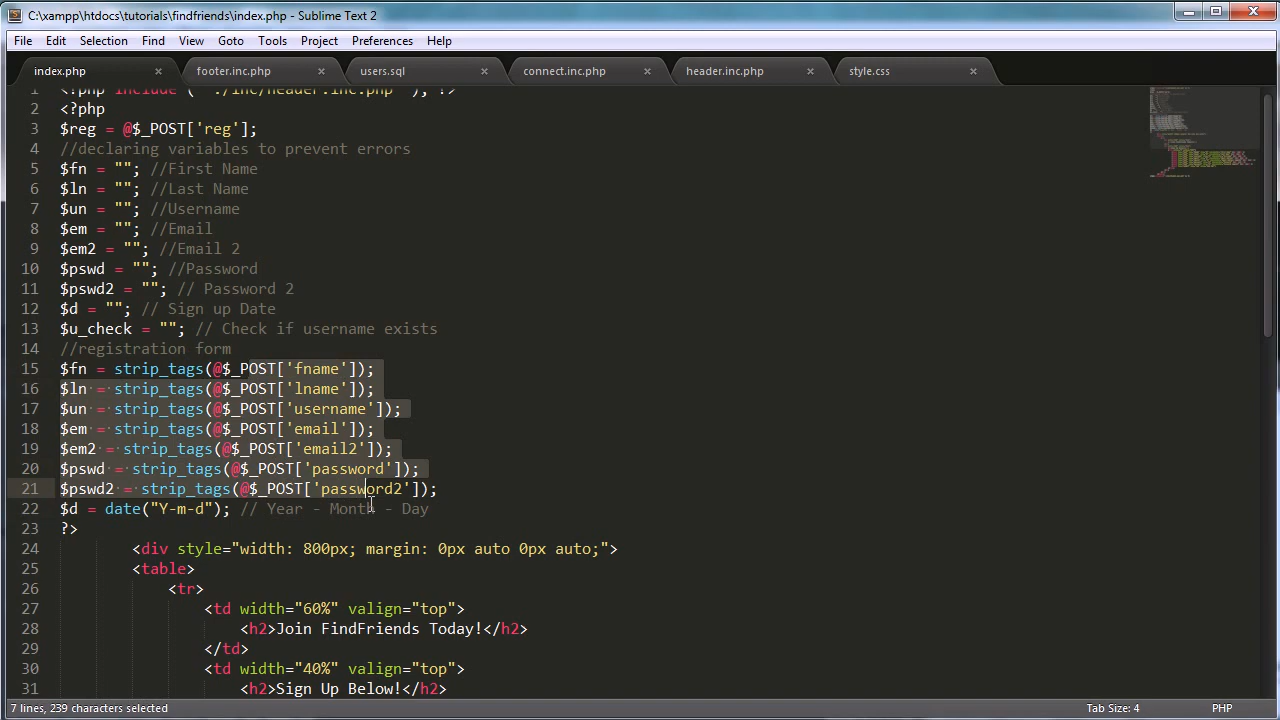 C:\xampp\htdocs\tutorials\findfriends\index.php - Sublime Text 2
File Edit Selection Find View Goto Tools Project Preferences Help
index.php × footer.inc.php × users.sql × connect.inc.php × header.inc.php × style.css ×
1 <?php include ( "./inc/header.inc.php" ); ?>
2 <?php
3 $reg = @$_POST['reg'];
4 //declaring variables to prevent errors
5 $fn = ""; //First Name
6 $ln = ""; //Last Name
7 $un = ""; //Username
8 $em = ""; //Email
9 $em2 = ""; //Email 2
10 $pswd = ""; //Password
11 $pswd2 = ""; // Password 2
12 $d = ""; // Sign up Date
13 $u_check = ""; // Check if username exists
14 //registration form
15 $fn = strip_tags(@$_POST['fname']);
16 $ln = strip_tags(@$_POST['lname']);
17 $un = strip_tags(@$_POST['username']);
18 $em = strip_tags(@$_POST['email']);
19 $em2 = strip_tags(@$_POST['email2']);
20 $pswd = strip_tags(@$_POST['password']);
21 $pswd2 = strip_tags(@$_POST['password2']);
22 $d = date("Y-m-d"); // Year - Month - Day
23 ?>
24 <div style="width: 800px; margin: 0px auto 0px auto;">
25 <table>
26 <tr>
27 <td width="60%" valign="top">
28 <h2>Join FindFriends Today!</h2>
29 </td>
30 <td width="40%" valign="top">
31 <h2>Sign Up Below!</h2>
7 lines, 239 characters selected Tab Size: 4 PHP